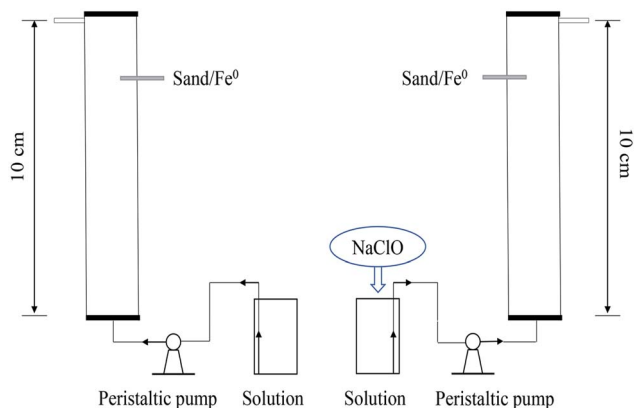 Sand/Fe⁰
Sand/Fe⁰
10 cm
10 cm
NaClO
Peristaltic pump
Solution
Solution
Peristaltic pump